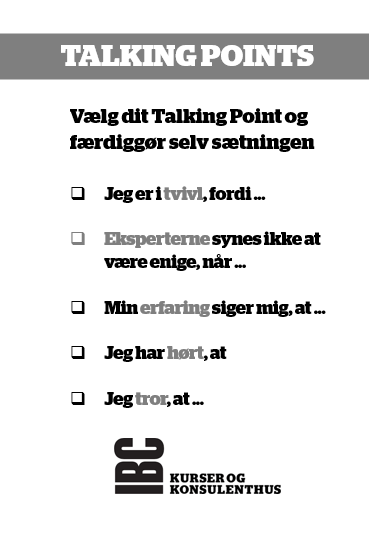 TALKING POINTS
Vælg dit Talking Point og
færdiggør selv sætningen
❑ Jeg er i tvivl, fordi ...
❑ Eksperterne synes ikke at
være enige, når ...
❑ Min erfaring siger mig, at ...
❑ Jeg har hørt, at
❑ Jeg tror, at ...
IBC
KURSER OG
KONSULENTHUS